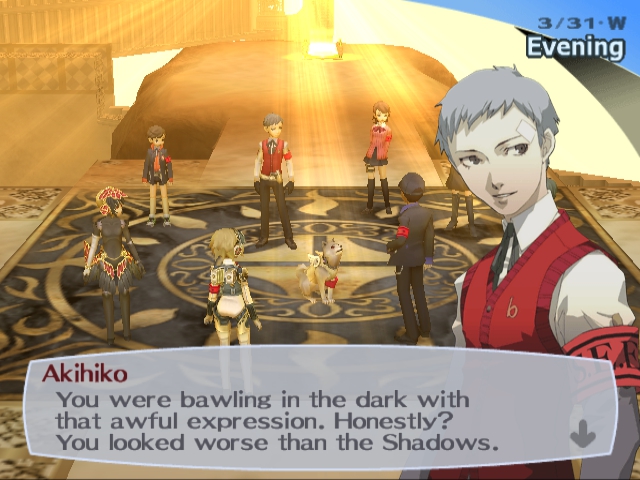 3/31·W
Evening
S.E.E.
b
Akihiko
You were bawling in the dark with
that awful expression. Honestly?
You looked worse than the Shadows.